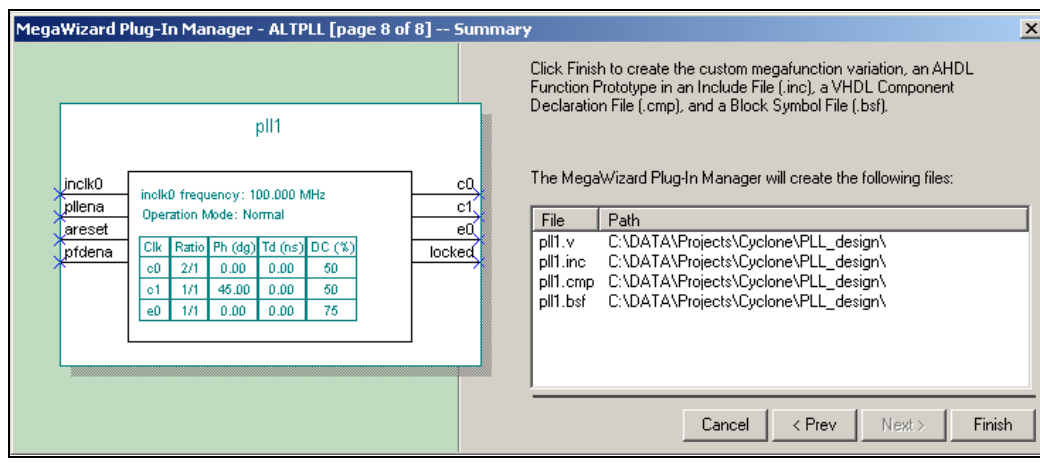 MegaWizard Plug-In Manager - ALTPLL [page 8 of 8] -- Summary
pll1
inclk0
pllena
areset
pfdena
inclk0 frequency: 100.000 MHz
Operation Mode: Normal
Clk Ratio Ph (dg) Td (ns) DC (%)
c0 2/1 0.00 0.00 50
c1 1/1 45.00 0.00 50
e0 1/1 0.00 0.00 75
c0
c1
e0
locked
Click Finish to create the custom megafunction variation, an AHDL
Function Prototype in an Include File (.inc), a VHDL Component
Declaration File (.cmp), and a Block Symbol File (.bsf).
The MegaWizard Plug-In Manager will create the following files:
File Path
pll1.v C:\DATA\Projects\Cyclone\PLL_design\
pll1.inc C:\DATA\Projects\Cyclone\PLL_design\
pll1.cmp C:\DATA\Projects\Cyclone\PLL_design\
pll1.bsf C:\DATA\Projects\Cyclone\PLL_design\
Cancel < Prev Next > Finish